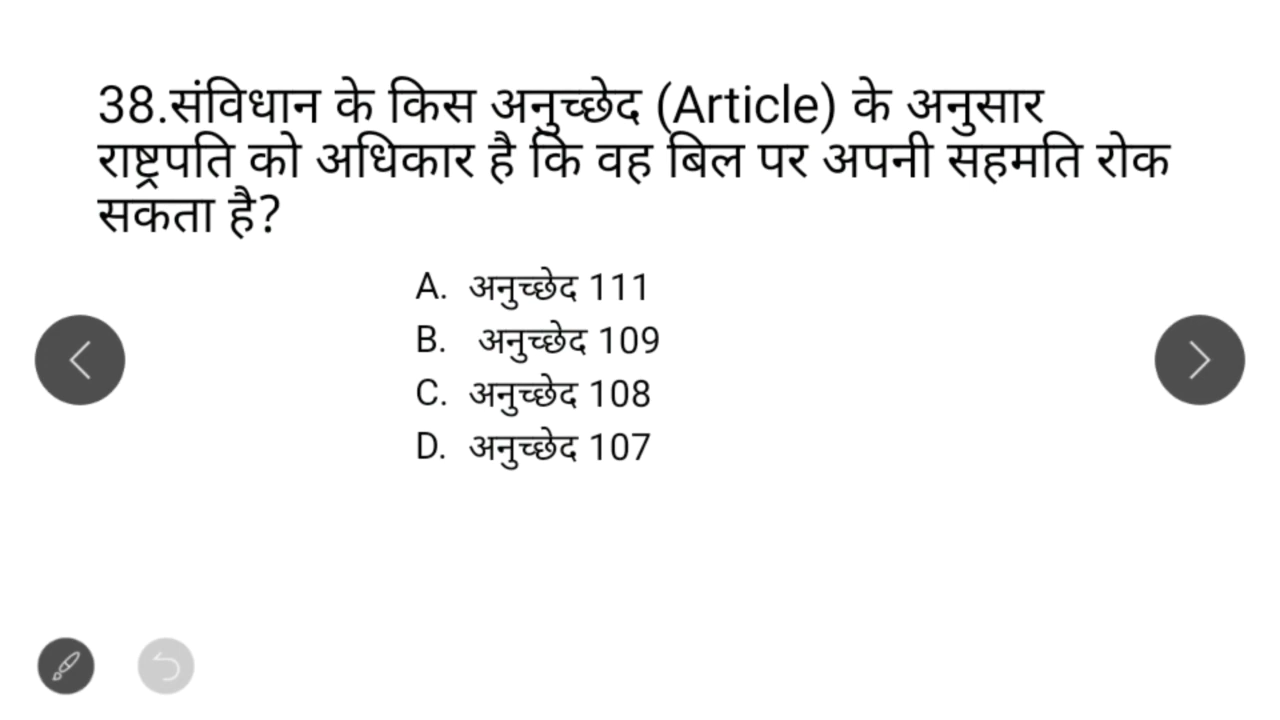 38.संविधान के किस अनुच्छेद (Article) के अनुसार
राष्ट्रपति को अधिकार है कि वह बिल पर अपनी सहमति रोक
सकता है?
A. अनुच्छेद 111
B. अनुच्छेद 109
C. अनुच्छेद 108
D. अनुच्छेद 107